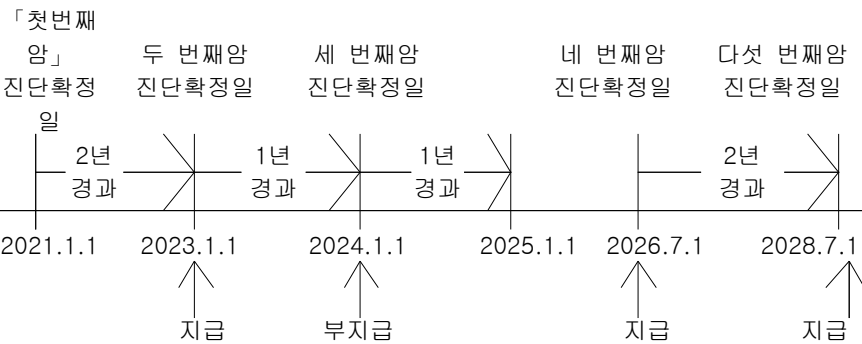 「첫번째
암」
진단확정
일
두 번째암
진단확정일
세 번째암
진단확정일
네 번째암
진단확정일
다섯 번째암
진단확정일
2년
경과
1년
경과
1년
경과
2년
경과
2021.1.1
2023.1.1
2024.1.1
2025.1.1
2026.7.1
2028.7.1
지급
부지급
지급
지급